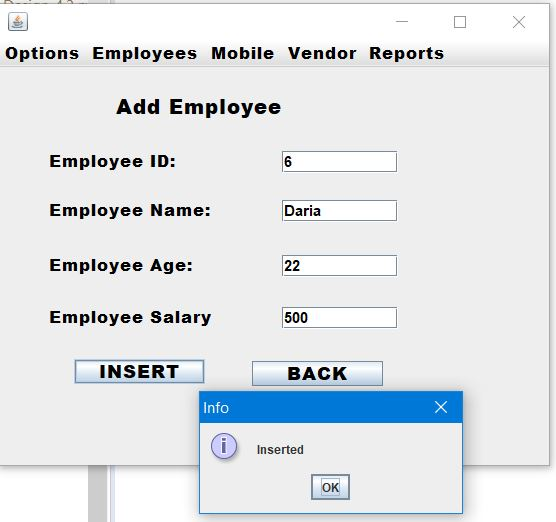 Options Employees Mobile Vendor Reports
Add Employee
Employee ID: 6
Employee Name: Daria
Employee Age: 22
Employee Salary 500
INSERT BACK
Info
Inserted
OK